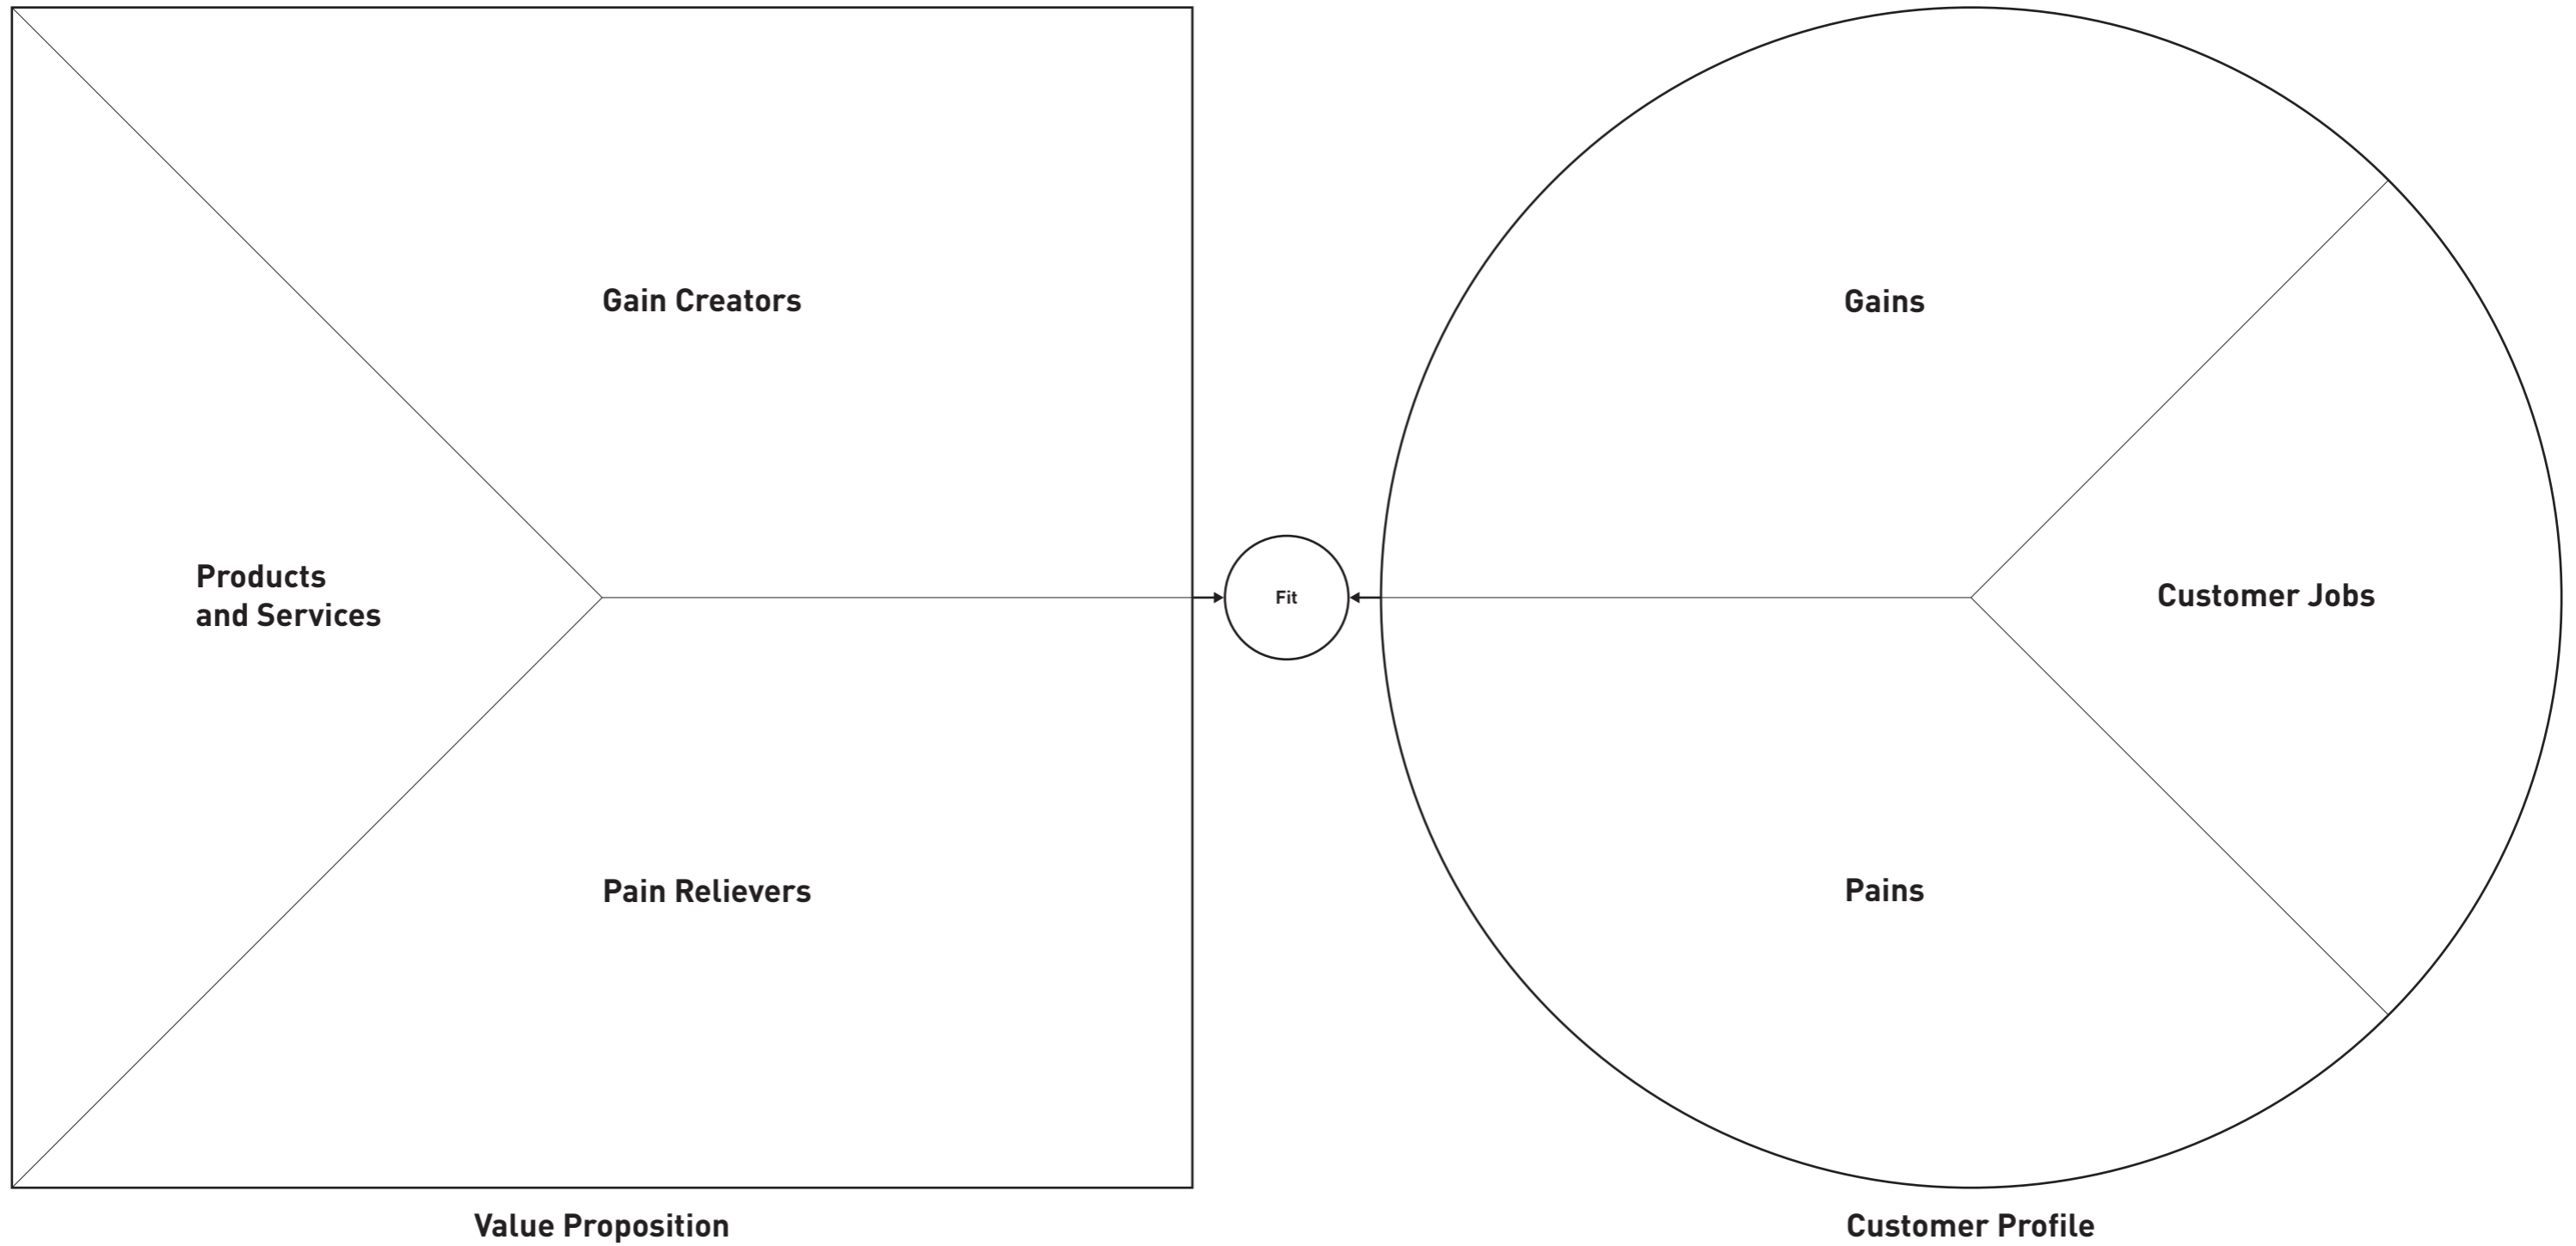 Gain Creators
Products
and Services
Pain Relievers
Value Proposition
Fit
Gains
Customer Jobs
Pains
Customer Profile